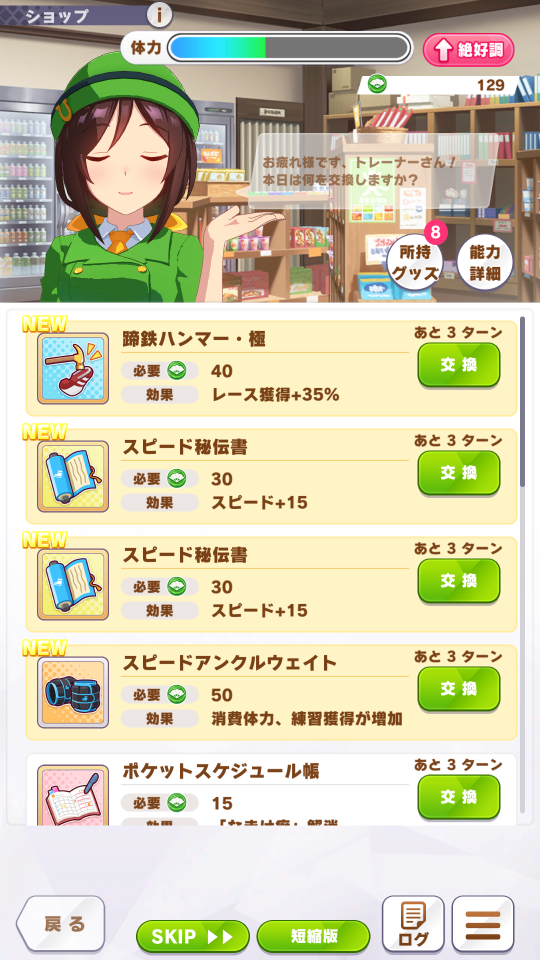 ショップ
i
体力
絶好調
129
お疲れ様です、トレーナーさん！
本日は何を交換しますか？
8
所持
グッズ
能力
詳細
NEW
蹄鉄ハンマー・極
あと 3 ターン
必要 40
交換
効果 レース獲得+35%
NEW
スピード秘伝書
あと 3 ターン
必要 30
交換
効果 スピード+15
NEW
スピード秘伝書
あと 3 ターン
必要 30
交換
効果 スピード+15
NEW
スピードアンクルウェイト
あと 3 ターン
必要 50
交換
効果 消費体力、練習獲得が増加
ポケットスケジュール帳
あと 3 ターン
必要 15
交換
戻る
SKIP
短縮版
ログ